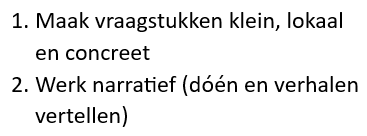 1. Maak vraagstukken klein, lokaal
en concreet
2. Werk narratief (dóén en verhalen
vertellen)